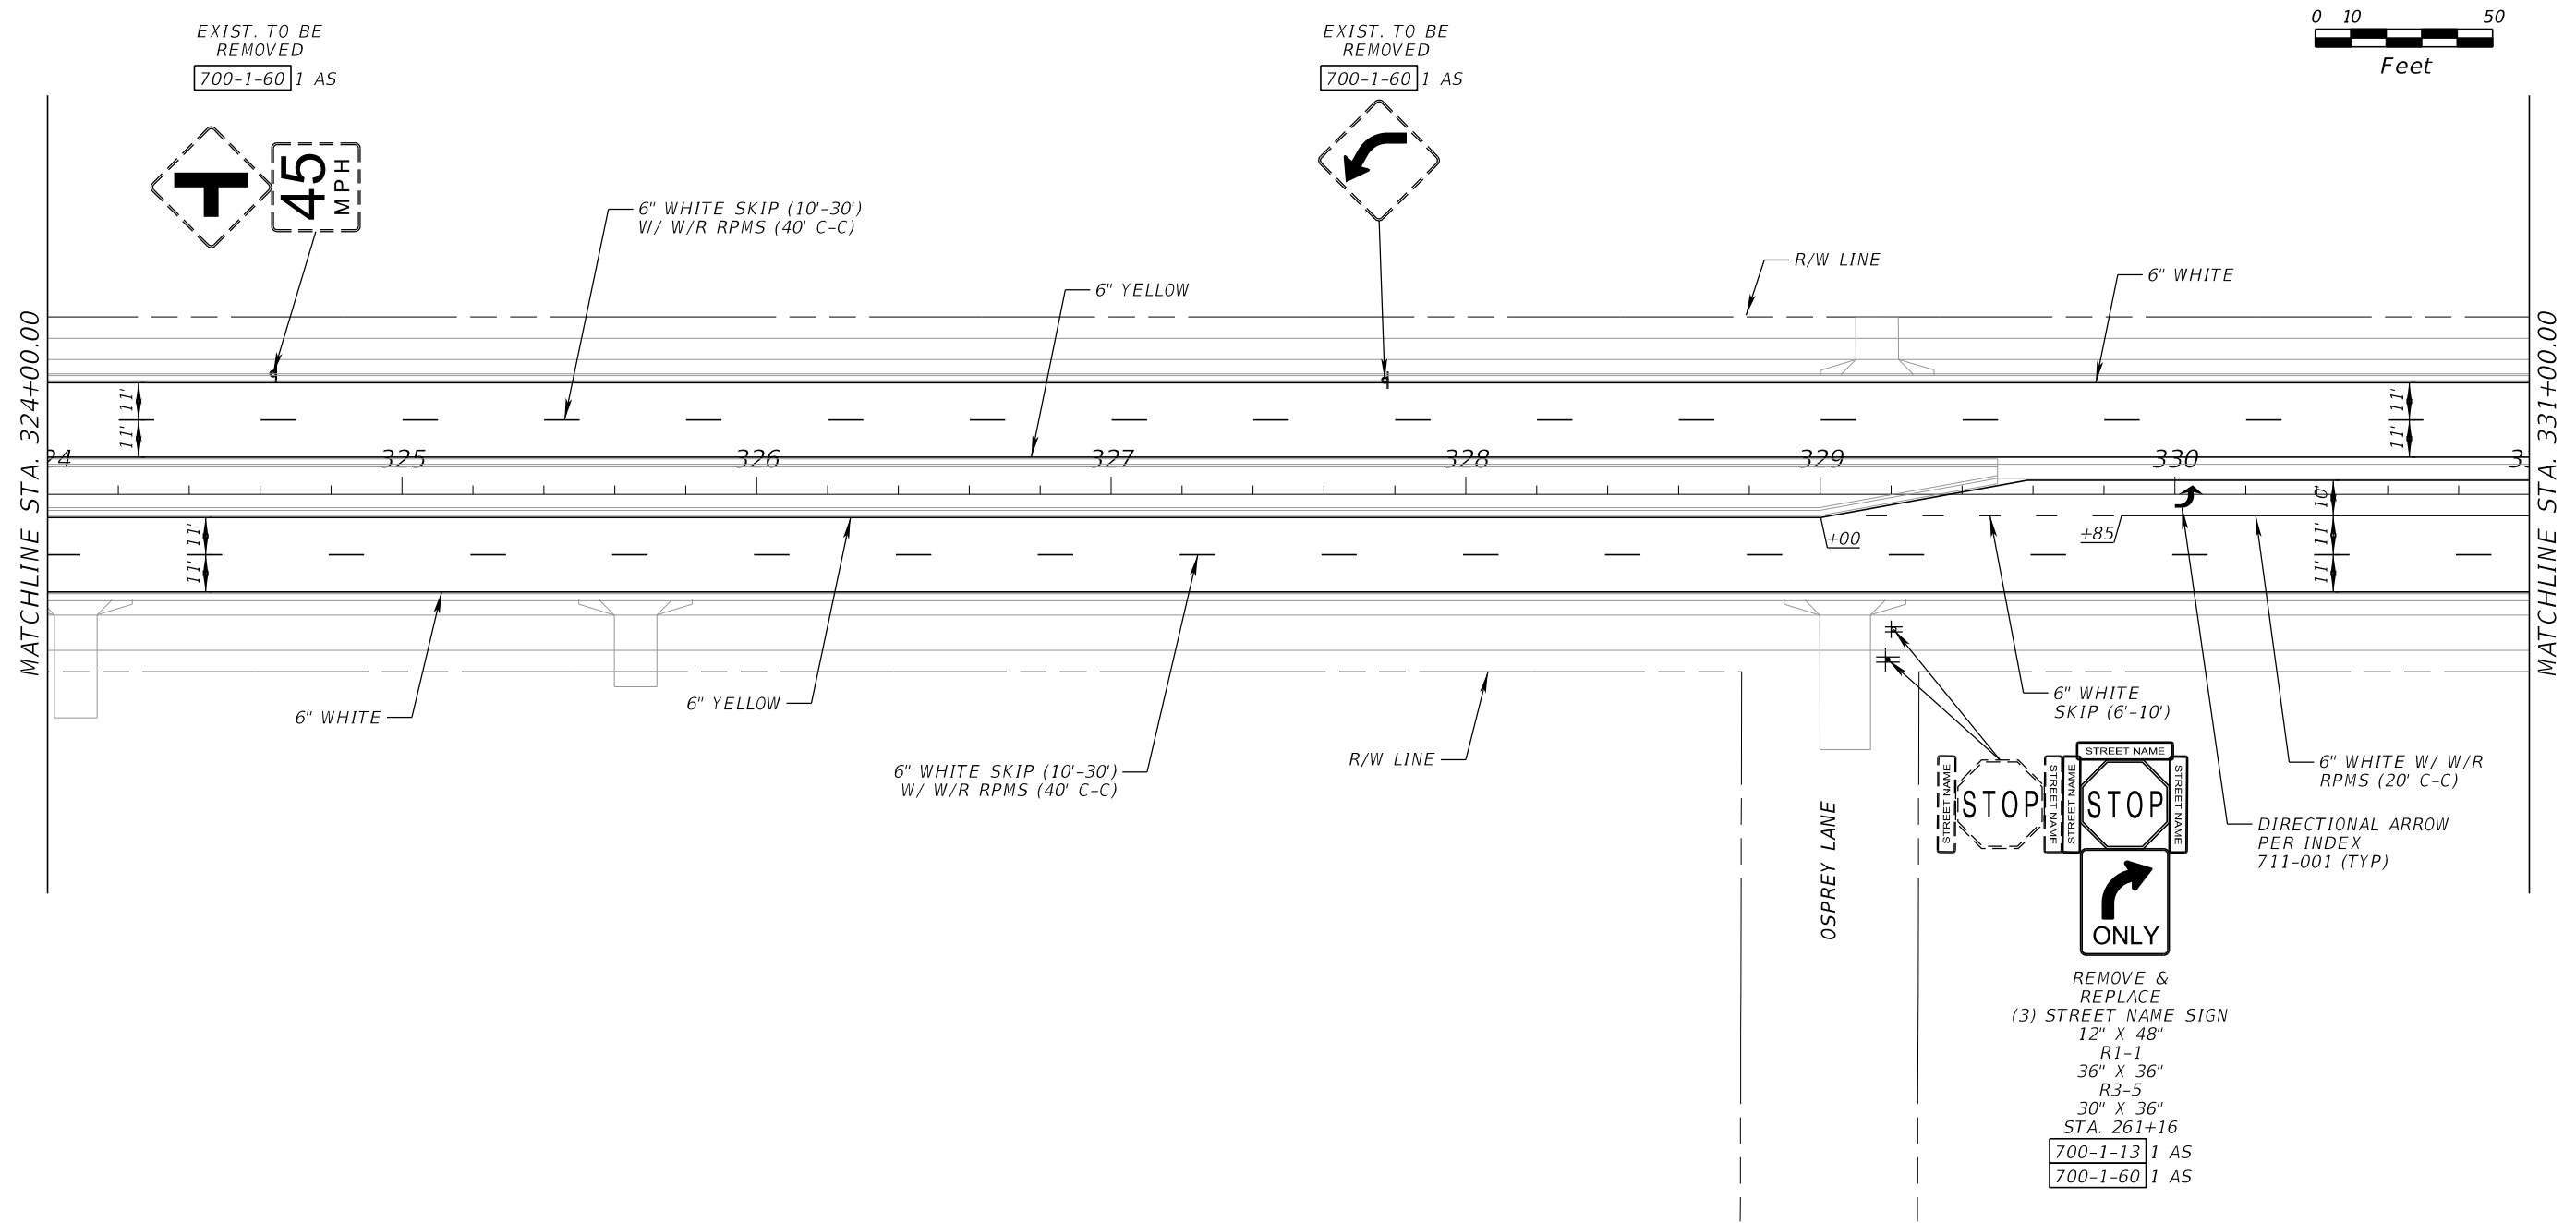 EXIST. TO BE
REMOVED
700-1-60 1 AS
45
MPH
EXIST. TO BE
REMOVED
700-1-60 1 AS
0 10 50
Feet
6" WHITE SKIP (10'-30')
W/ W/R RPMS (40' C-C)
6" YELLOW
R/W LINE
6" WHITE
MATCHLINE STA. 324+00.00
MATCHLINE STA. 331+00.00
11'
11'
11'
11'
24 325 326 327 328 329 330 33
11'
11'
10'
11'
11'
+00
+85
6" WHITE
6" YELLOW
6" WHITE SKIP (10'-30')
W/ W/R RPMS (40' C-C)
R/W LINE
6" WHITE
SKIP (6'-10')
6" WHITE W/ W/R
RPMS (20' C-C)
DIRECTIONAL ARROW
PER INDEX
711-001 (TYP)
OSPREY LANE
STREET NAME
STOP
STREET NAME
STREET NAME
STREET NAME
STOP
STREET NAME
ONLY
REMOVE &
REPLACE
(3) STREET NAME SIGN
12" X 48"
R1-1
36" X 36"
R3-5
30" X 36"
STA. 261+16
700-1-13 1 AS
700-1-60 1 AS